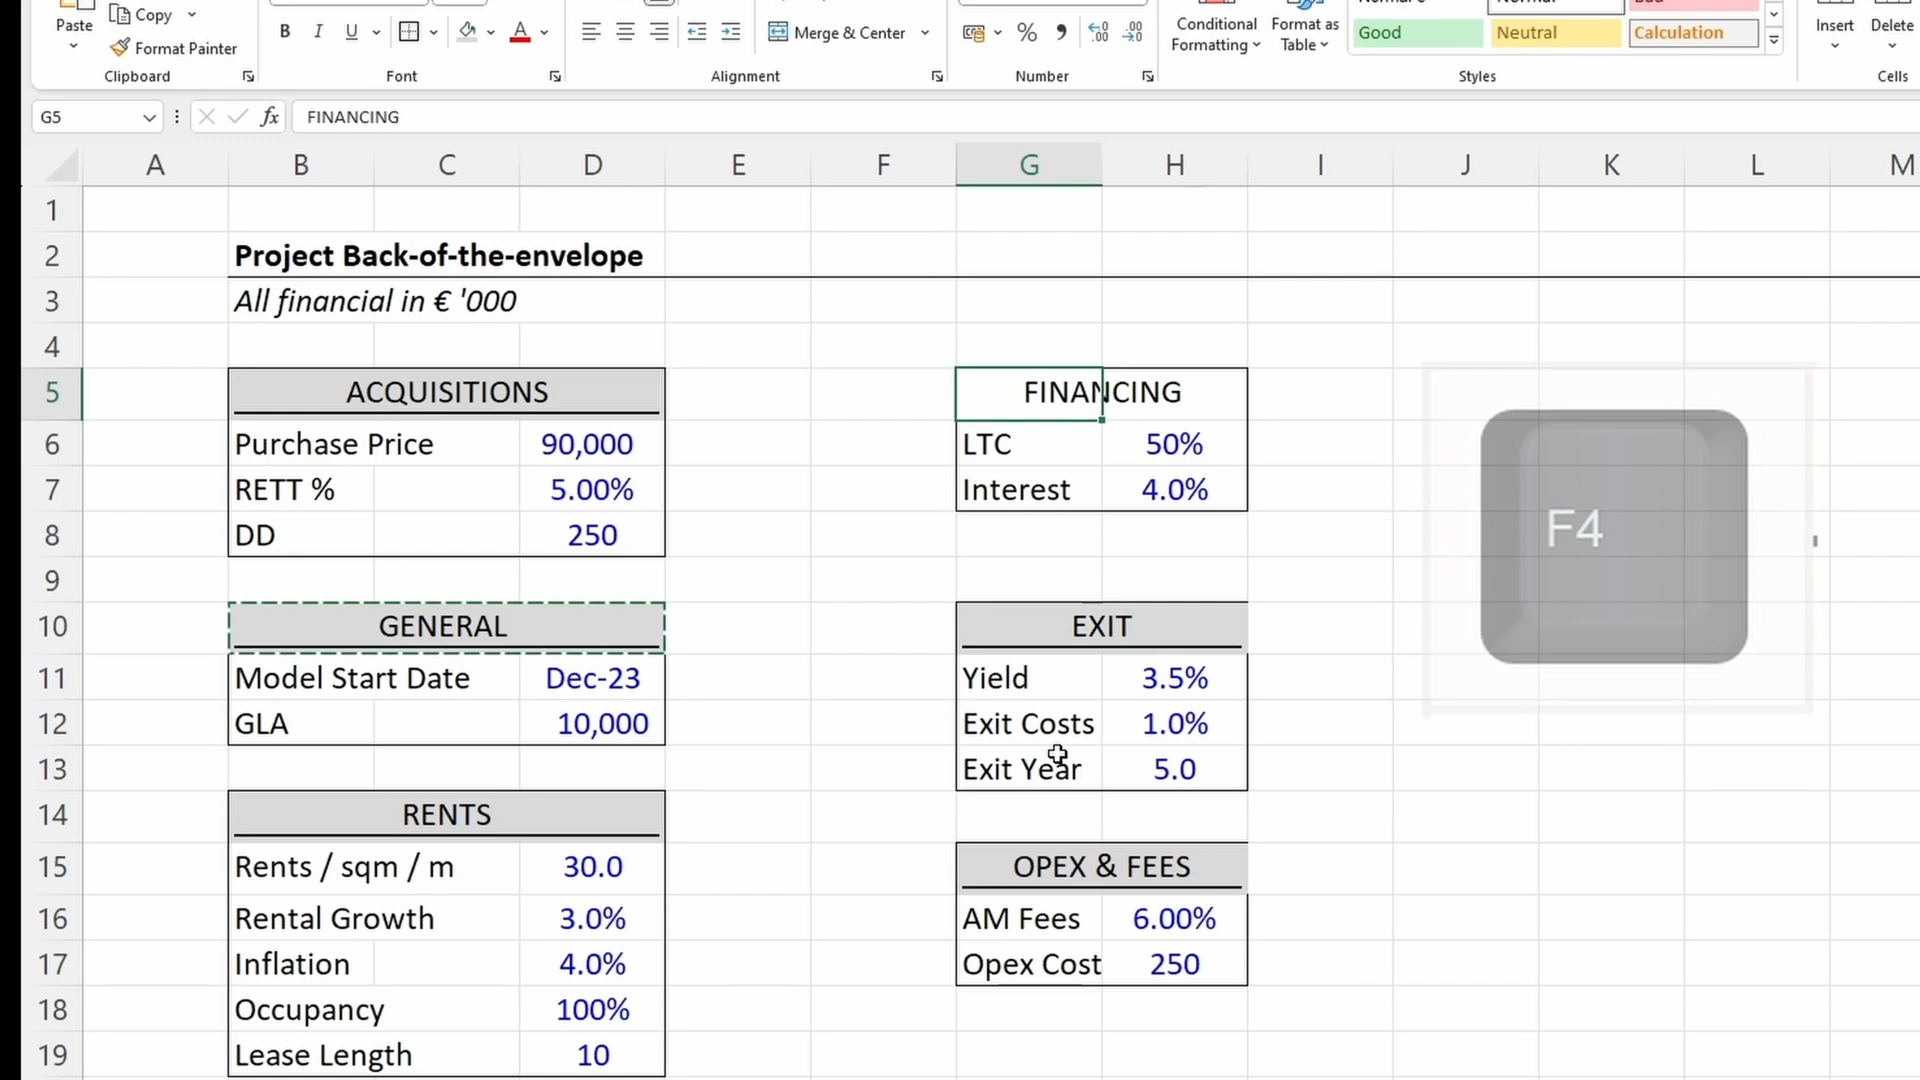 Paste
Copy
Format Painter
Clipboard
B I U A
Font
Merge & Center
Alignment
%
Number
Conditional Formatting
Format as Table
Good
Neutral
Calculation
Styles
Insert
Delete
Cells
G5 fx FINANCING
A B C D E F G H I J K L M
1
2 Project Back-of-the-envelope
3 All financial in € '000
4
5 ACQUISITIONS FINANCING
6 Purchase Price 90,000 LTC 50%
7 RETT % 5.00% Interest 4.0%
8 DD 250
9
10 GENERAL EXIT
11 Model Start Date Dec-23 Yield 3.5%
12 GLA 10,000 Exit Costs 1.0%
13 Exit Year 5.0
14 RENTS
15 Rents / sqm / m 30.0 OPEX & FEES
16 Rental Growth 3.0% AM Fees 6.00%
17 Inflation 4.0% Opex Cost 250
18 Occupancy 100%
19 Lease Length 10
F4